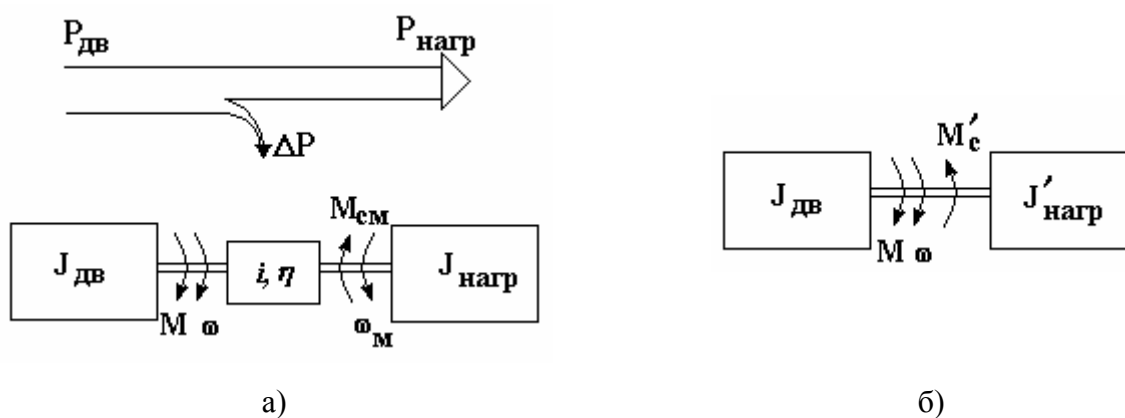 Pдв Pнагр
ΔP
Mсм
Jдв i, η Jнагр
M ω ωм
M′с
Jдв J′нагр
M ω
а) б)